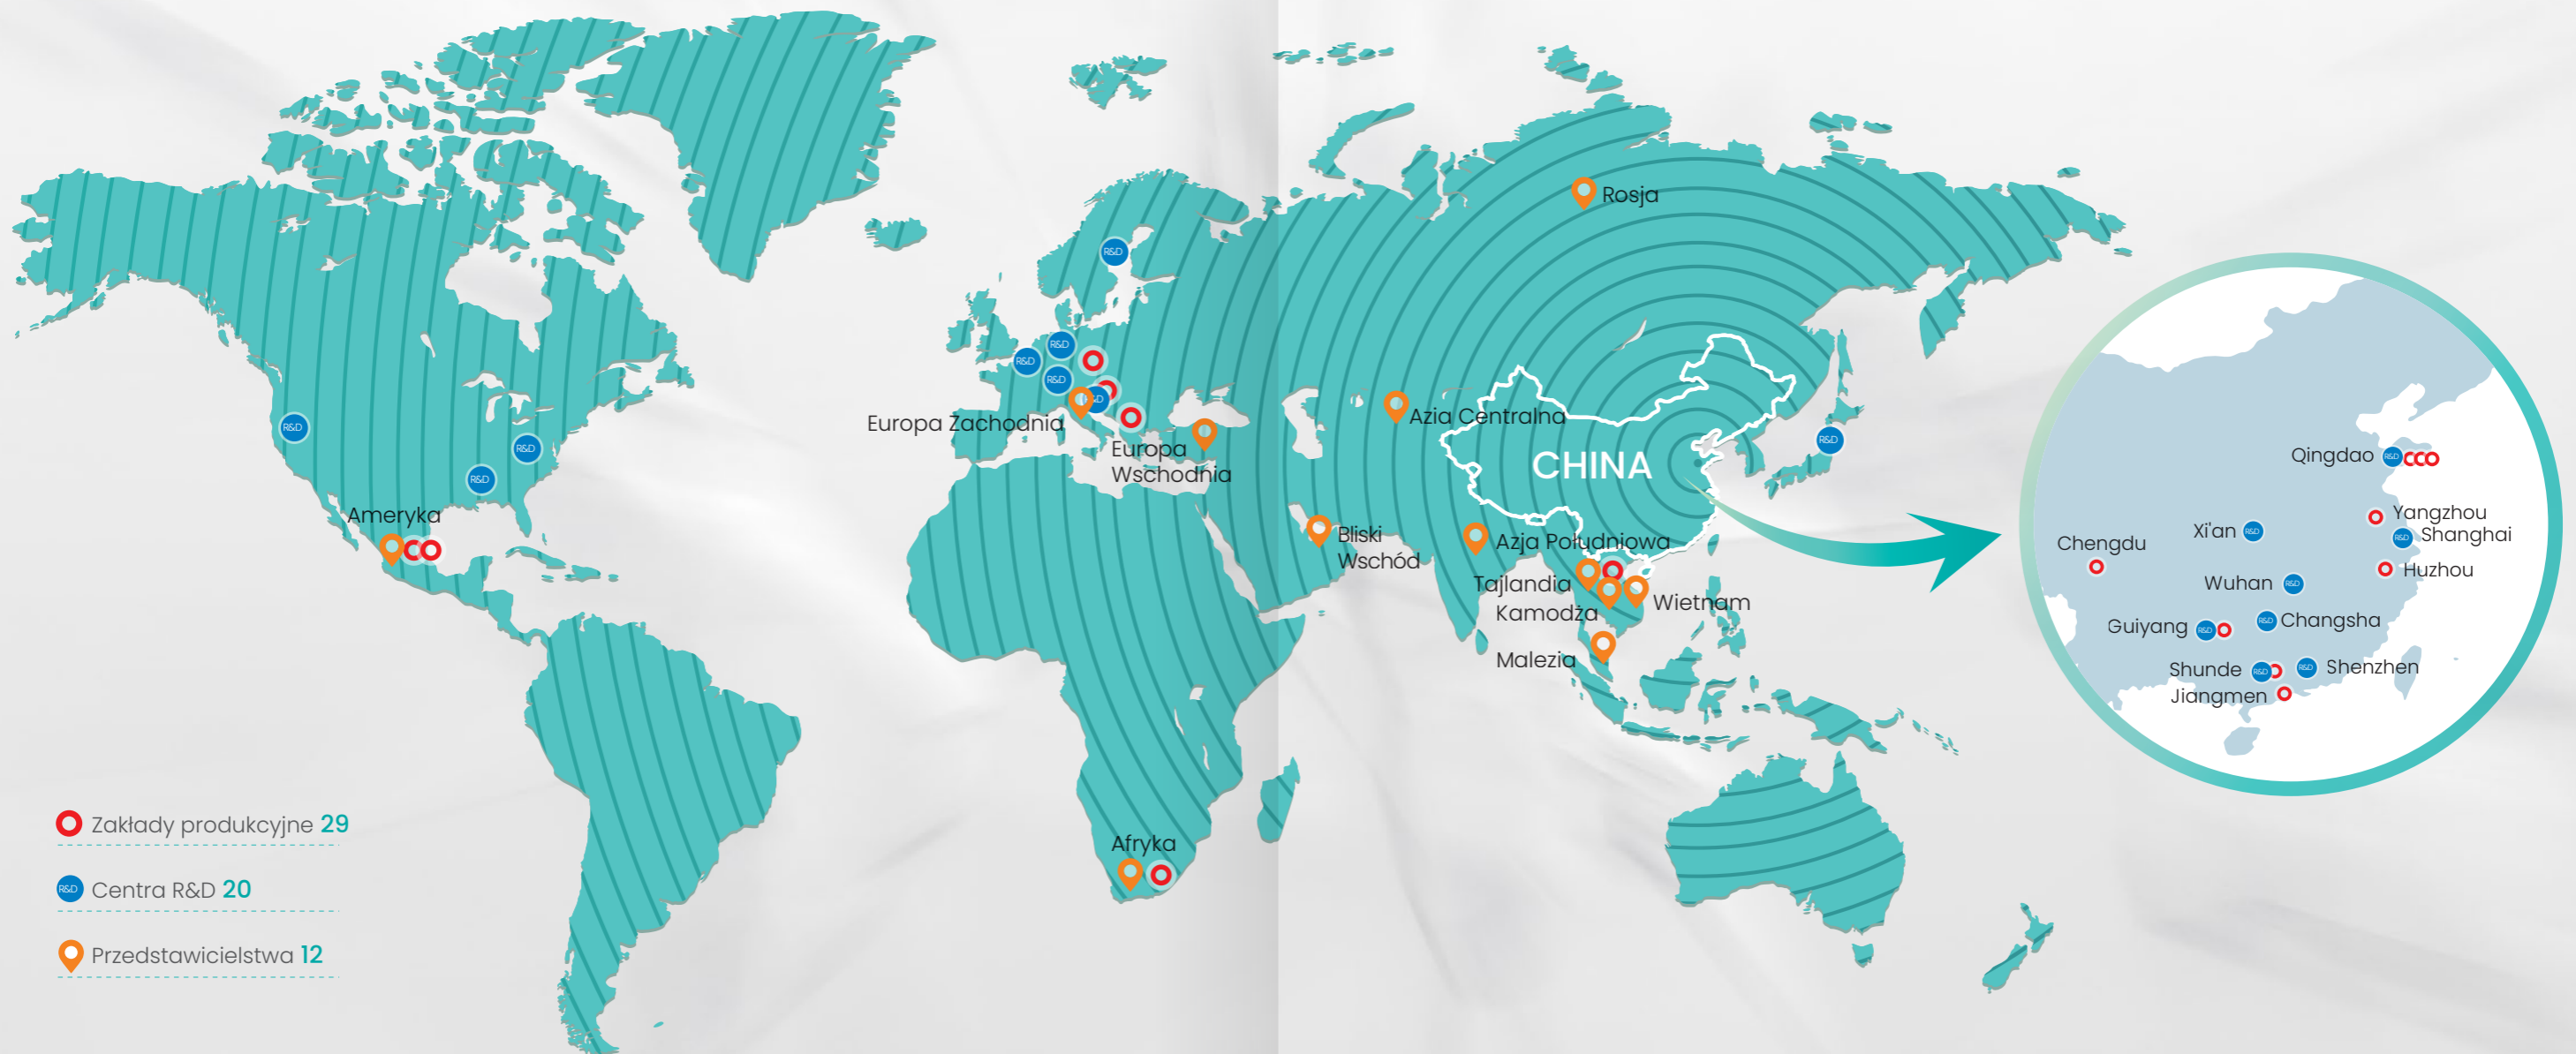 Rosja
R&D
R&D
R&D
R&D
R&D
R&D
R&D
R&D
R&D
Europa Zachodnia
Europa
Wschodnia
Azia Centralna
CHINA
Ameryka
Bliski
Wschód
Azja Południowa
Tajlandia
Kamodża
Wietnam
Malezia
Afryka
Qingdao R&D
Yangzhou
Xi'an R&D
R&D Shanghai
Chengdu
Huzhou
Wuhan R&D
R&D Changsha
Guiyang R&D
Shunde R&D
R&D Shenzhen
Jiangmen
Zakłady produkcyjne 29
R&D Centra R&D 20
Przedstawicielstwa 12